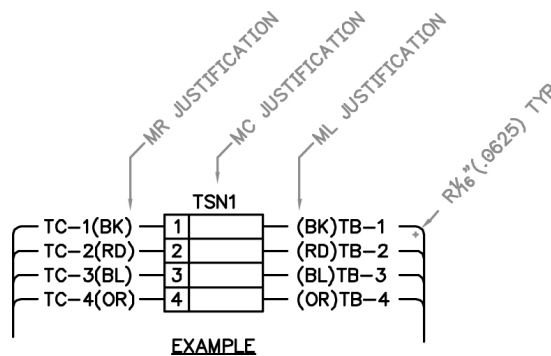 MR JUSTIFICATION
MC JUSTIFICATION
ML JUSTIFICATION
R1/16"(.0625) TYP
TSN1
TC-1(BK) 1 (BK)TB-1
TC-2(RD) 2 (RD)TB-2
TC-3(BL) 3 (BL)TB-3
TC-4(OR) 4 (OR)TB-4
EXAMPLE